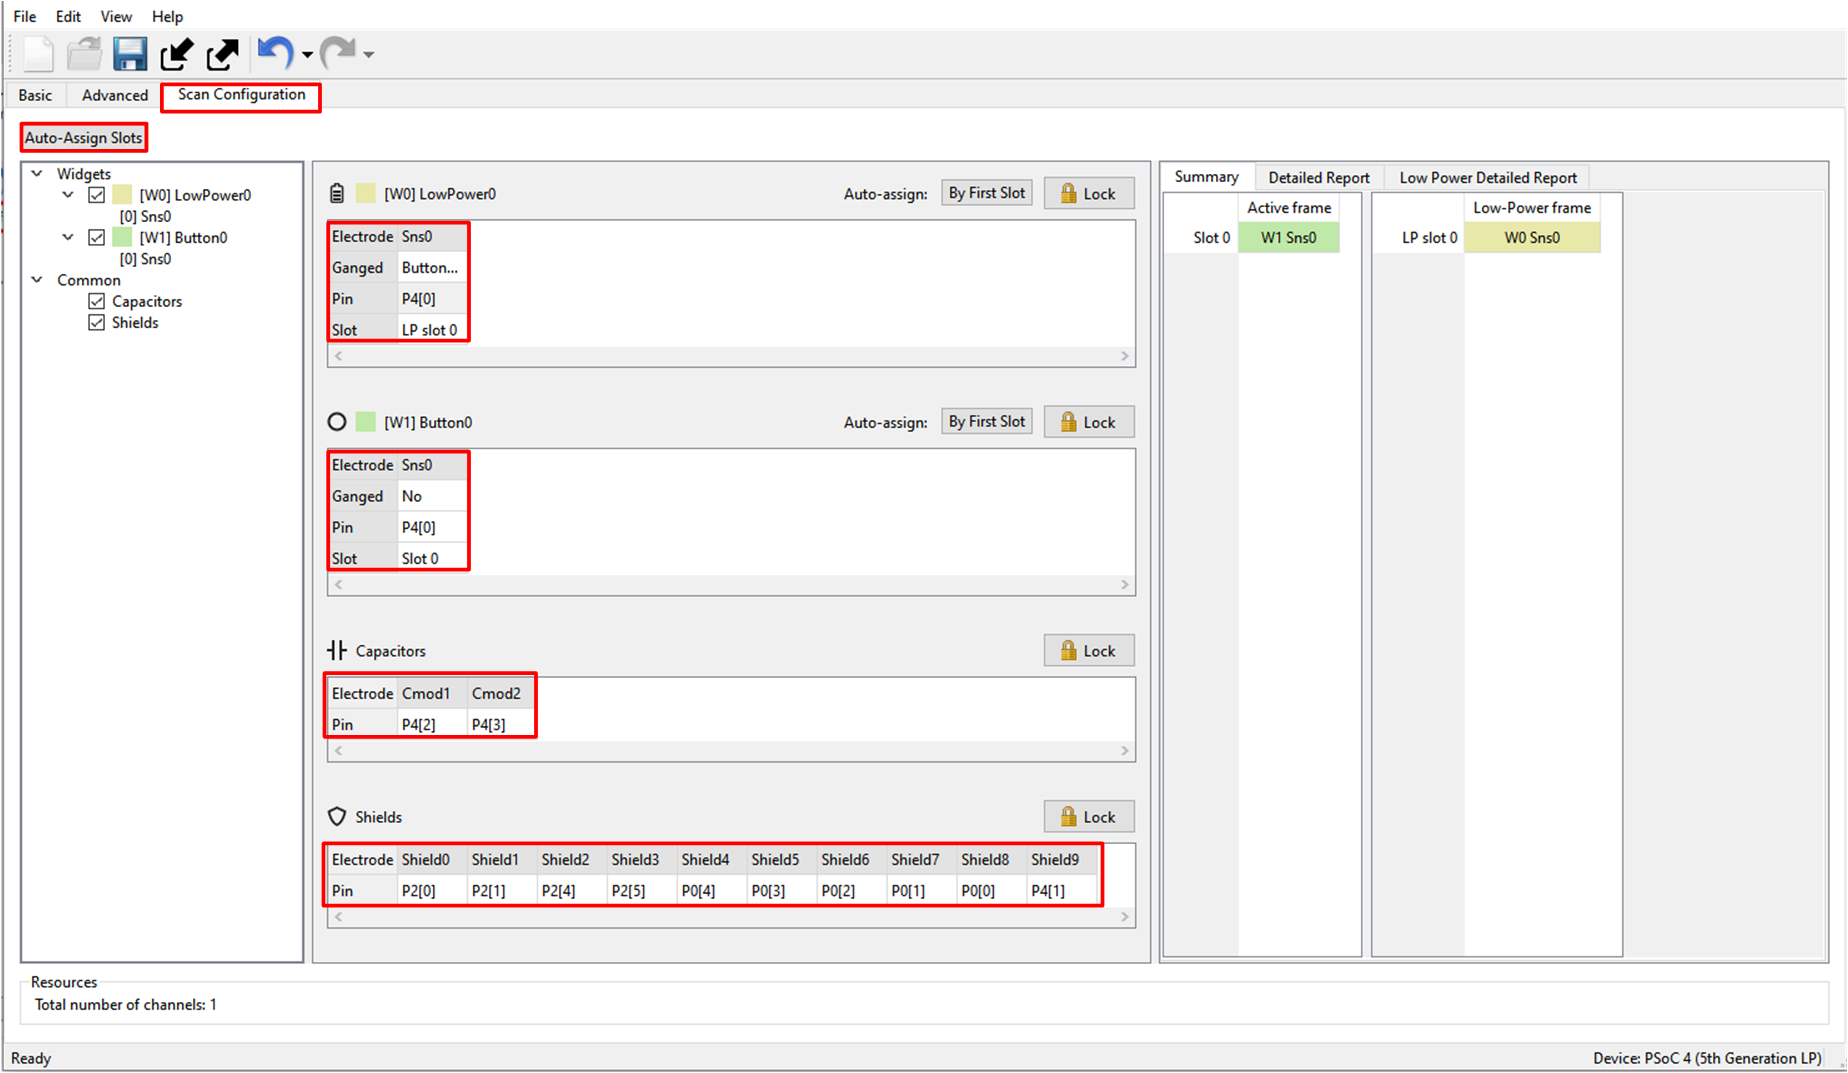 File Edit View Help
Basic Advanced Scan Configuration
Auto-Assign Slots
Widgets
[W0] LowPower0
[0] Sns0
[W1] Button0
[0] Sns0
Common
Capacitors
Shields
[W0] LowPower0 Auto-assign: By First Slot Lock
Electrode Sns0
Ganged Button...
Pin P4[0]
Slot LP slot 0
[W1] Button0 Auto-assign: By First Slot Lock
Electrode Sns0
Ganged No
Pin P4[0]
Slot Slot 0
Capacitors Lock
Electrode Cmod1 Cmod2
Pin P4[2] P4[3]
Shields Lock
Electrode Shield0 Shield1 Shield2 Shield3 Shield4 Shield5 Shield6 Shield7 Shield8 Shield9
Pin P2[0] P2[1] P2[4] P2[5] P0[4] P0[3] P0[2] P0[1] P0[0] P4[1]
Summary Detailed Report Low Power Detailed Report
Active frame
Slot 0 W1 Sns0
Low-Power frame
LP slot 0 W0 Sns0
Resources
Total number of channels: 1
Ready Device: PSoC 4 (5th Generation LP)